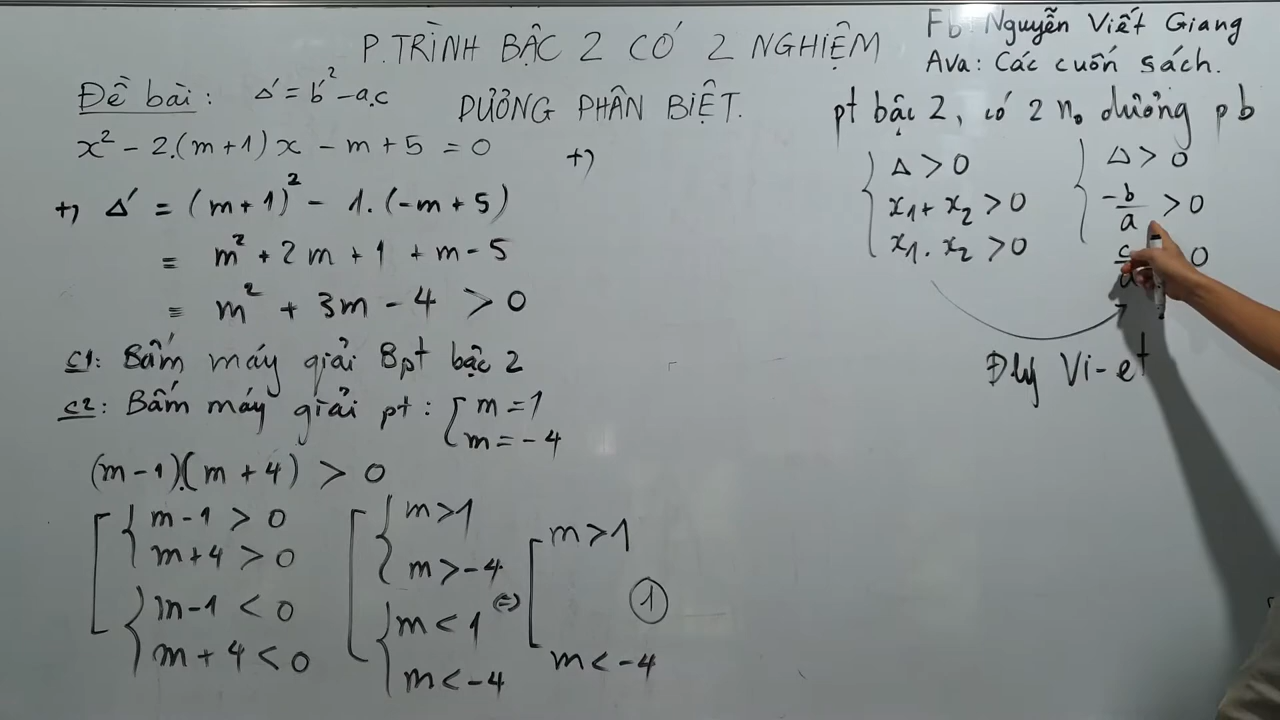 P.TRÌNH BẬC 2 CÓ 2 NGHIỆM
DƯƠNG PHÂN BIỆT.
Fb: Nguyễn Viết Giang
Ava: Các cuốn sách.
Đề bài: Δ' = b'² - a.c
x² - 2.(m+1)x - m + 5 = 0
+, Δ' = (m+1)² - 1.(-m+5)
= m² + 2m + 1 + m - 5
= m² + 3m - 4 > 0
C1: Bấm máy giải Bpt bậc 2
C2: Bấm máy giải pt: [ m = 1
m = -4
(m-1).(m+4) > 0
[ { m-1 > 0
m+4 > 0
{ m-1 < 0
m+4 < 0
[ { m > 1
m > -4
{ m < 1
m < -4
⇔ [ m > 1
m < -4
①
+,
pt bậc 2, có 2 no dương pb
{ Δ > 0
x₁ + x₂ > 0
x₁ . x₂ > 0
{ Δ > 0
-b/a > 0
c/a 0
Đlý Vi-et